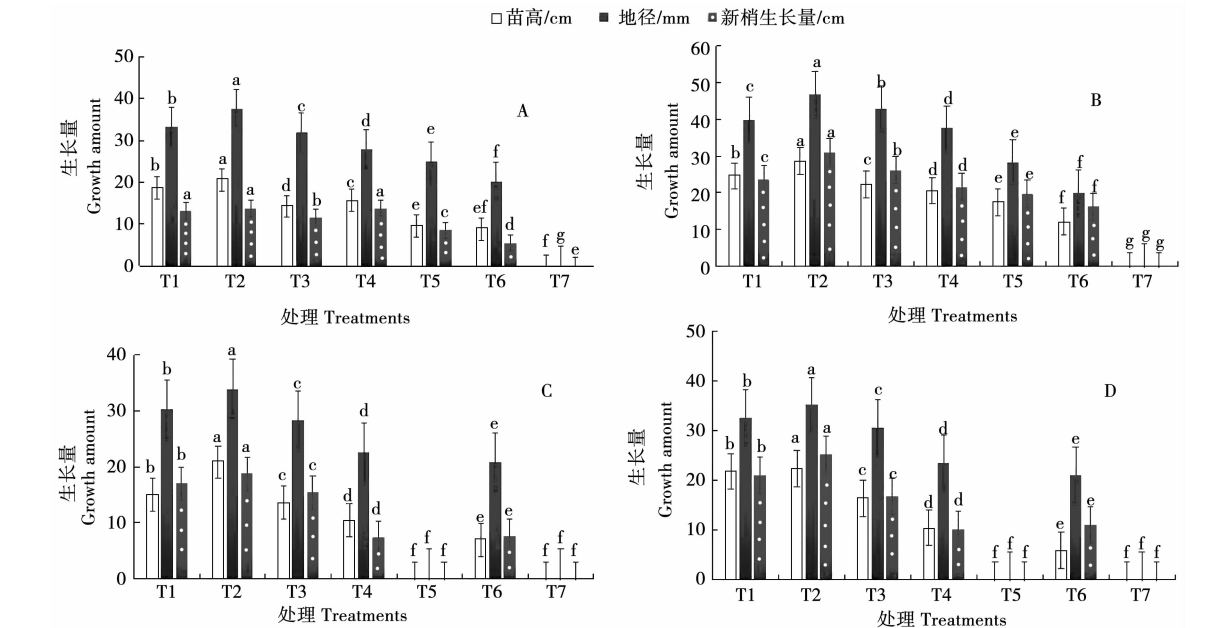 苗高/cm 地径/mm 新梢生长量/cm
A
生长量
Growth amount
50
40
30
20
10
0
b b a
a a a
d c b
c d a
e e c
ef f d
f g e
T1 T2 T3 T4 T5 T6 T7
处理 Treatments
B
生长量
Growth amount
60
50
40
30
20
10
0
b c c
a a a
c b b
d d d
e e e
f f f
g g g
T1 T2 T3 T4 T5 T6 T7
处理 Treatments
C
生长量
Growth amount
40
30
20
10
0
b b b
a a a
c c c
d d d
f f f
e e e
f f f
T1 T2 T3 T4 T5 T6 T7
处理 Treatments
D
生长量
Growth amount
50
40
30
20
10
0
b b b
a a a
c c c
d d d
f f f
e e e
f f f
T1 T2 T3 T4 T5 T6 T7
处理 Treatments